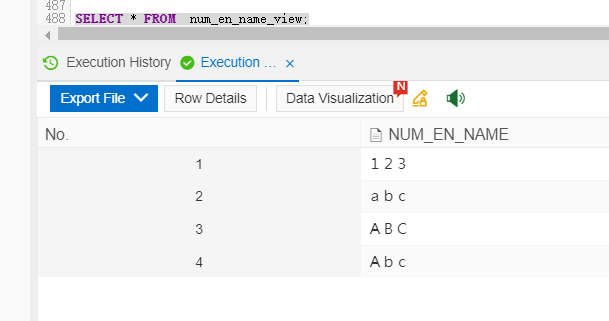 487
488 SELECT * FROM num_en_name_view;
Execution History Execution ... ×
Export File Row Details Data Visualization N
No. NUM_EN_NAME
1 1 2 3
2 a b c
3 A B C
4 A b c